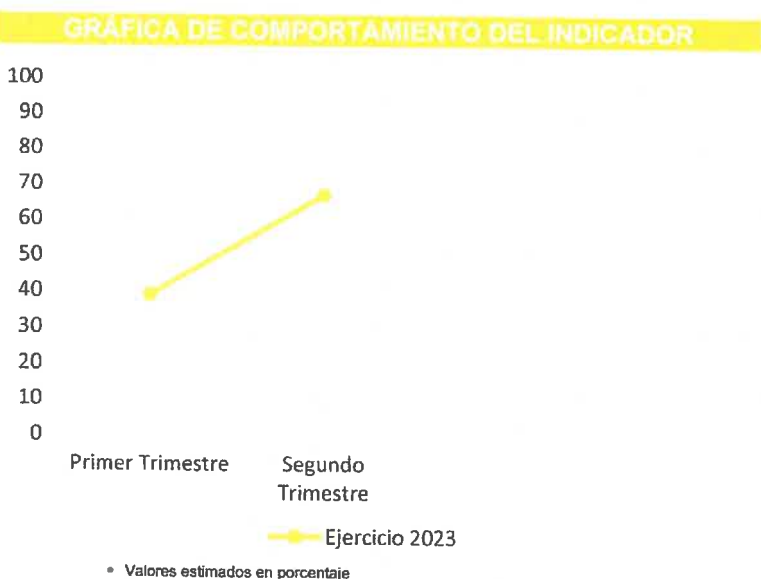 GRÁFICA DE COMPORTAMIENTO DEL INDICADOR
100
90
80
70
60
50
40
30
20
10
0
Primer Trimestre
Segundo
Trimestre
Ejercicio 2023
• Valores estimados en porcentaje